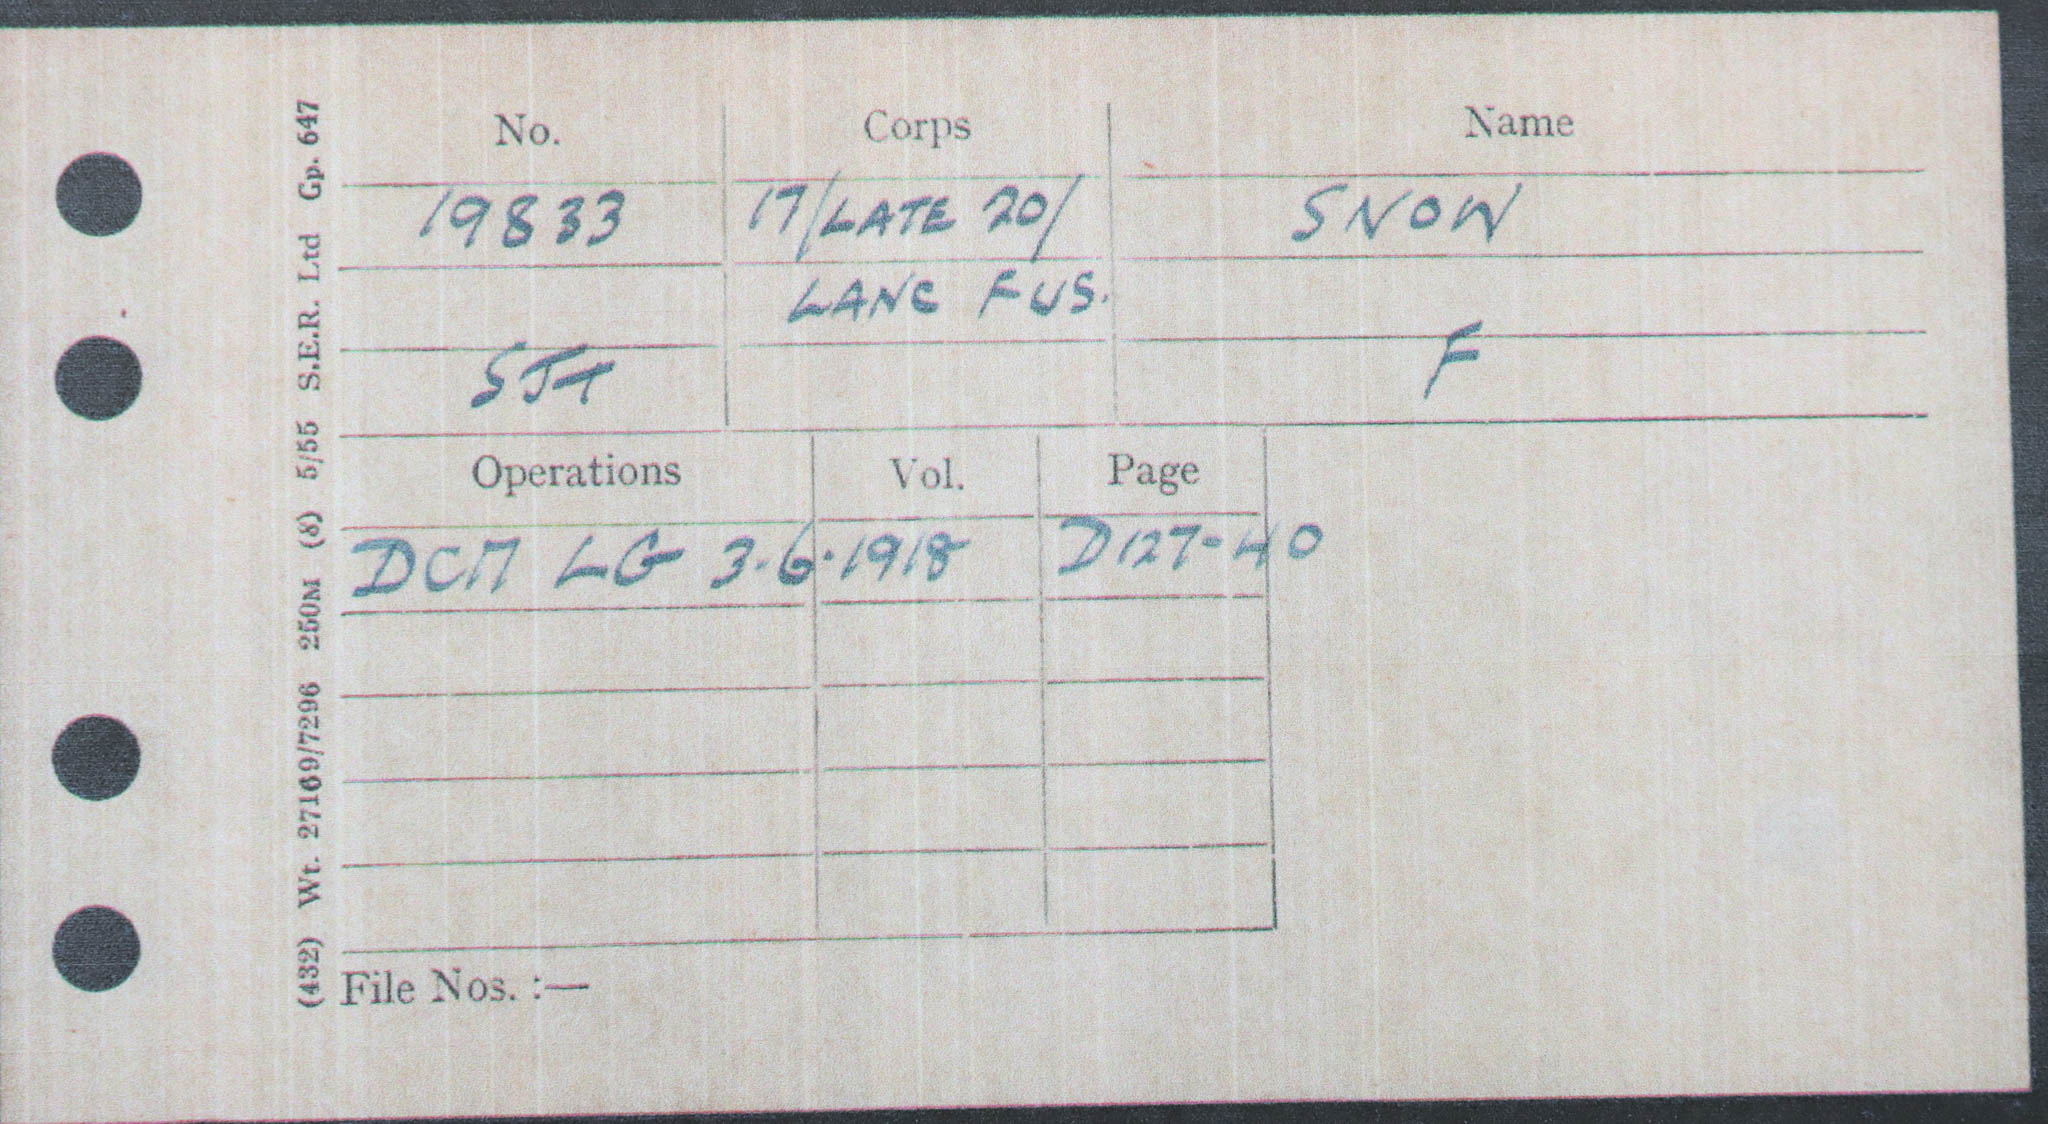 No. Corps Name
19833 17/LATE 20/ SNOW
LANC FUS.
SJT F
Operations Vol. Page
DCM LG 3.6.1918 D127-40
File Nos. :—
(432) Wt. 27169/7296 250M (8) 5/55 S.E.R. Ltd Gp. 647